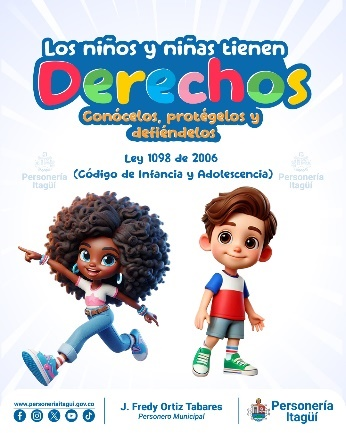 Los niños y niñas tienen
Derechos
Conócelos, protégelos y
defiéndelos
Ley 1098 de 2006
(Código de Infancia y Adolescencia)
Personería
Itagüí
Personería
Itagüí
www.personeriaitagui.gov.co
J. Fredy Ortiz Tabares
Personero Municipal
Personería
Itagüí